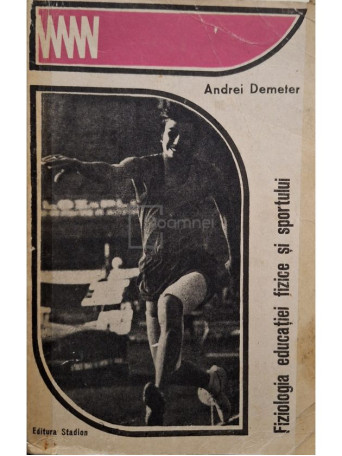 Andrei Demeter
Fiziologia educației fizice și sportului
Editura Stadion